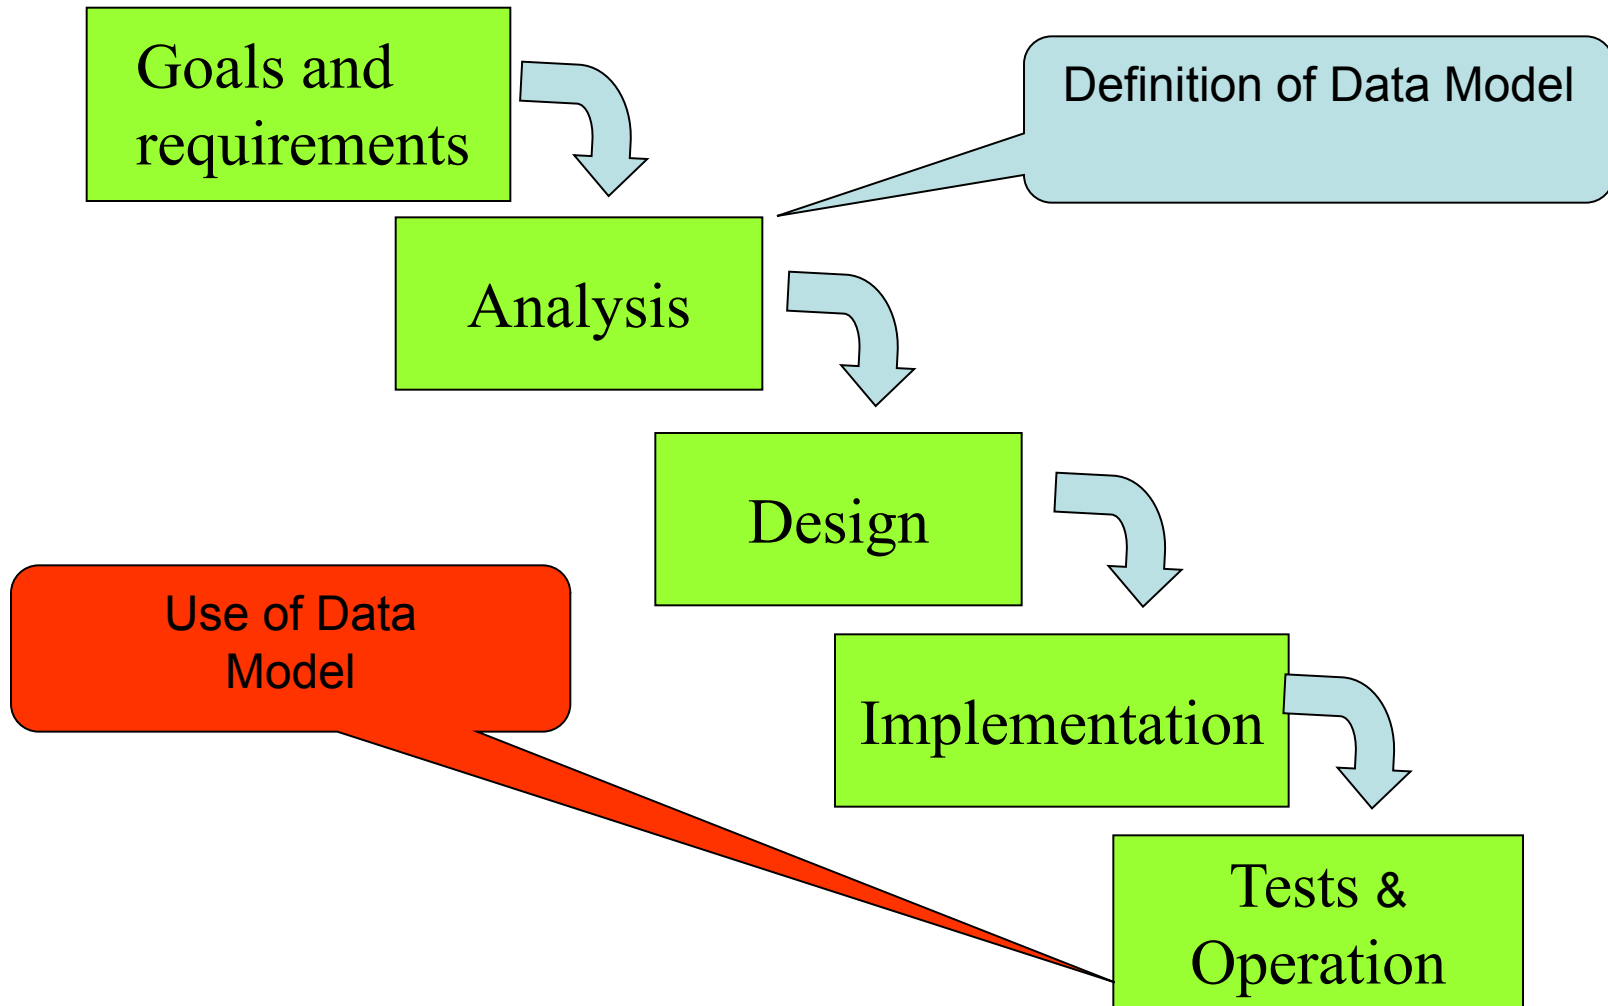 Goals and
requirements
Definition of Data Model
Analysis
Design
Use of Data
Model
Implementation
Tests &
Operation